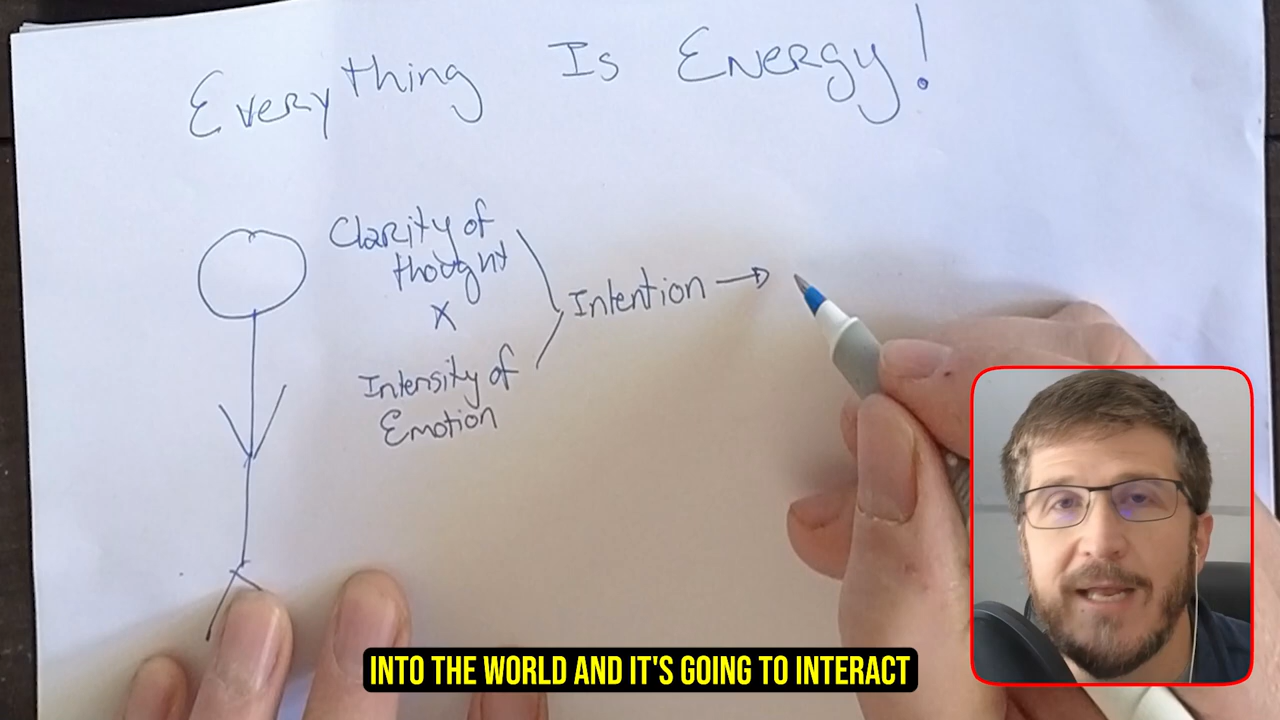 Everything Is Energy!
Clarity of
thought
x
Intensity of
Emotion
Intention →
INTO THE WORLD AND IT'S GOING TO INTERACT